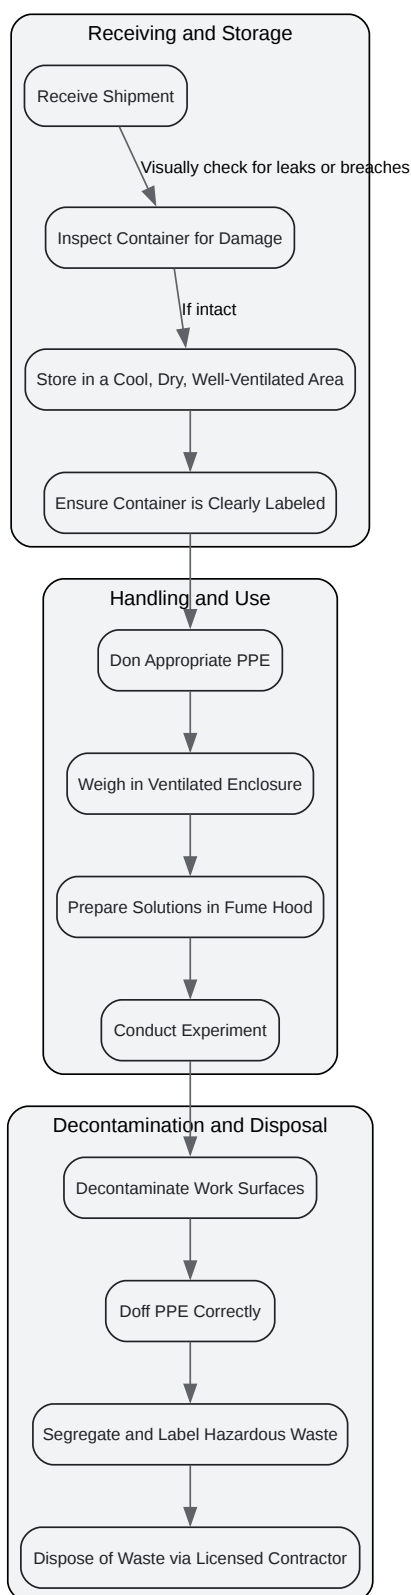 Receiving and Storage
Receive Shipment
Visually check for leaks or breaches
Inspect Container for Damage
If intact
Store in a Cool, Dry, Well-Ventilated Area
Ensure Container is Clearly Labeled
Handling and Use
Don Appropriate PPE
Weigh in Ventilated Enclosure
Prepare Solutions in Fume Hood
Conduct Experiment
Decontamination and Disposal
Decontaminate Work Surfaces
Doff PPE Correctly
Segregate and Label Hazardous Waste
Dispose of Waste via Licensed Contractor